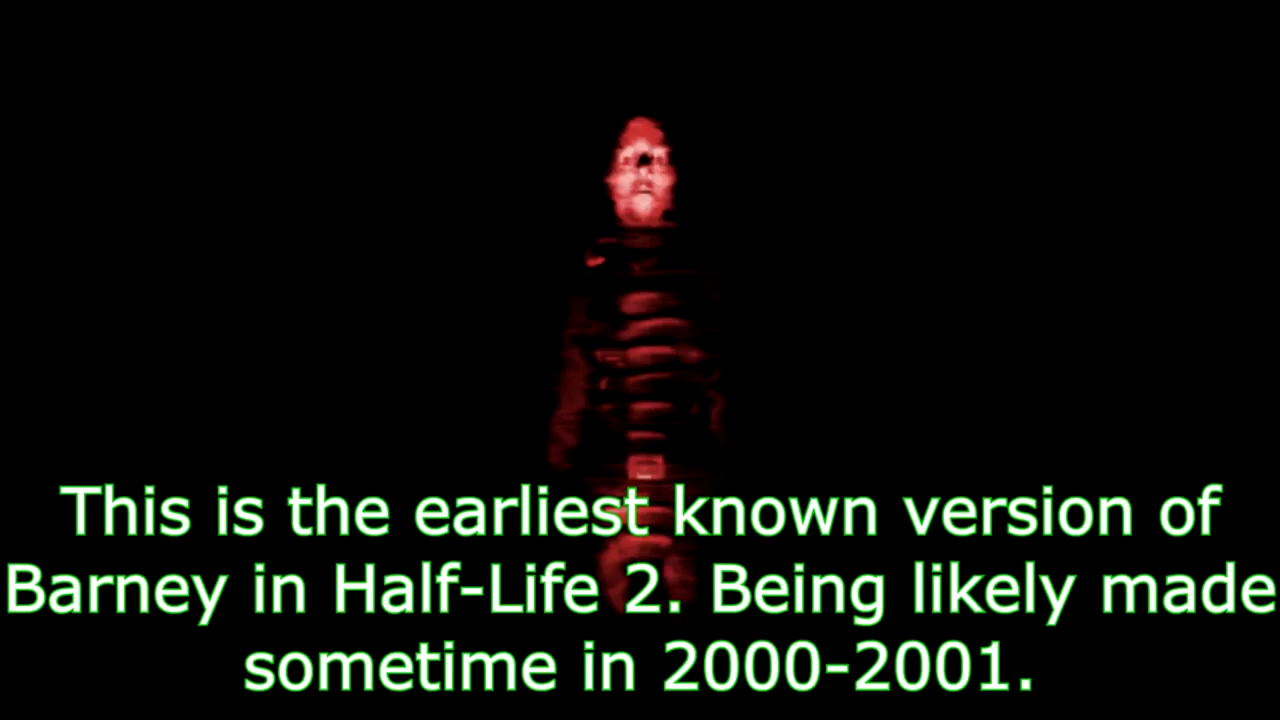 This is the earliest known version of
Barney in Half-Life 2. Being likely made
sometime in 2000-2001.